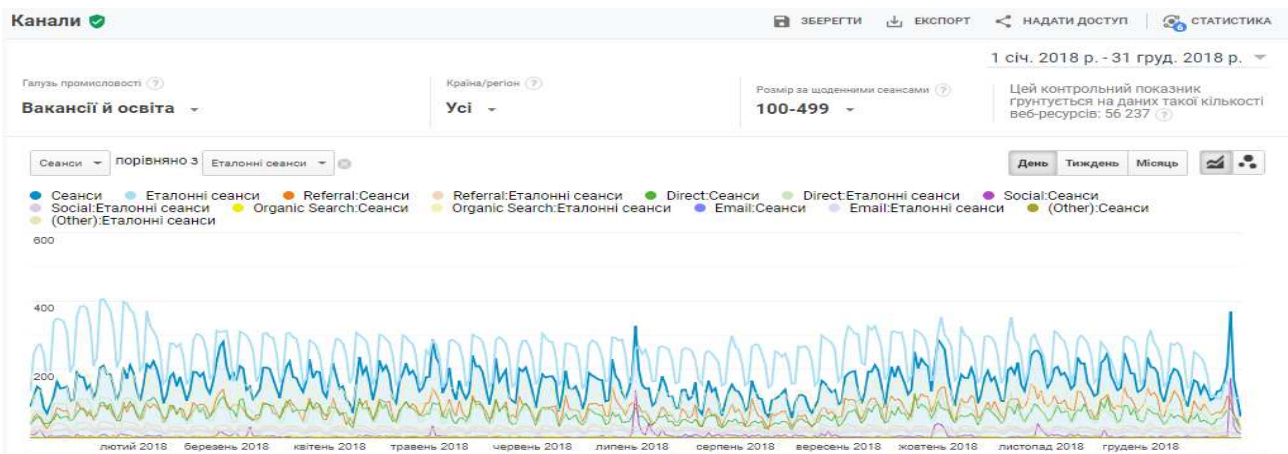 Канали
ЗБЕРЕГТИ ЕКСПОРТ НАДАТИ ДОСТУП СТАТИСТИКА
6
1 січ. 2018 р. - 31 груд. 2018 р.
Галузь промисловості ?
Вакансії й освіта
Країна/регіон ?
Усі
Розмір за щоденними сеансами ?
100-499
Цей контрольний показник
ґрунтується на даних такої кількості
веб-ресурсів: 56 237 ?
Сеанси порівняно з Еталонні сеанси
День Тиждень Місяць
Сеанси Еталонні сеанси Referral:Сеанси Referral:Еталонні сеанси Direct:Сеанси Direct:Еталонні сеанси Social:Сеанси
Social:Еталонні сеанси Organic Search:Сеанси Organic Search:Еталонні сеанси Email:Сеанси Email:Еталонні сеанси (Other):Сеанси
(Other):Еталонні сеанси
600
400
200
лютий 2018 березень 2018 квітень 2018 травень 2018 червень 2018 липень 2018 серпень 2018 вересень 2018 жовтень 2018 листопад 2018 грудень 2018